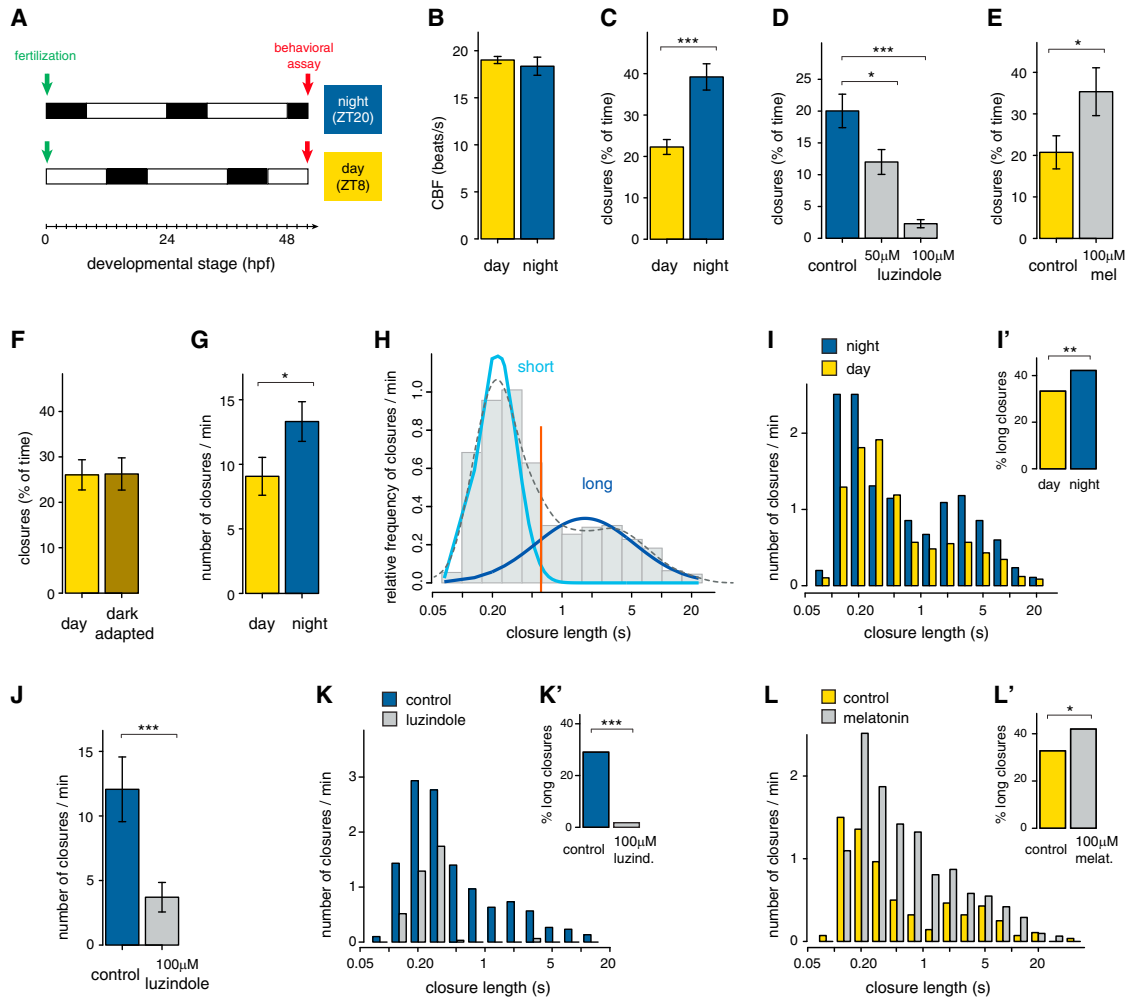 A
fertilization
behavioral
assay
night
(ZT20)
day
(ZT8)
0
24
48
developmental stage (hpf)
B
CBF (beats/s)
20
15
10
5
0
day
night
C
closures (% of time)
***
40
30
20
10
0
day
night
D
closures (% of time)
***
*
25
20
15
10
5
0
control
50µM
100µM
luzindole
E
closures (% of time)
*
40
30
20
10
0
control
100µM
mel
F
closures (% of time)
40
30
20
10
0
day
dark
adapted
G
number of closures / min
*
15
10
5
0
day
night
H
relative frequency of closures / min
short
long
1.0
0.8
0.6
0.4
0.2
0.0
0.05
0.20
1
5
20
closure length (s)
I
night
day
number of closures / min
2
1
0
0.05
0.20
1
5
20
closure length (s)
I'
% long closures
**
40
20
0
day
night
J
number of closures / min
***
15
10
5
0
control
100µM
luzindole
K
control
luzindole
number of closures / min
3
2
1
0
0.05
0.20
1
5
20
closure length (s)
K'
% long closures
***
40
20
0
control
100µM
luzind.
L
control
melatonin
number of closures / min
2
1
0
0.05
0.20
1
5
20
closure length (s)
L'
% long closures
*
40
20
0
control
100µM
melat.